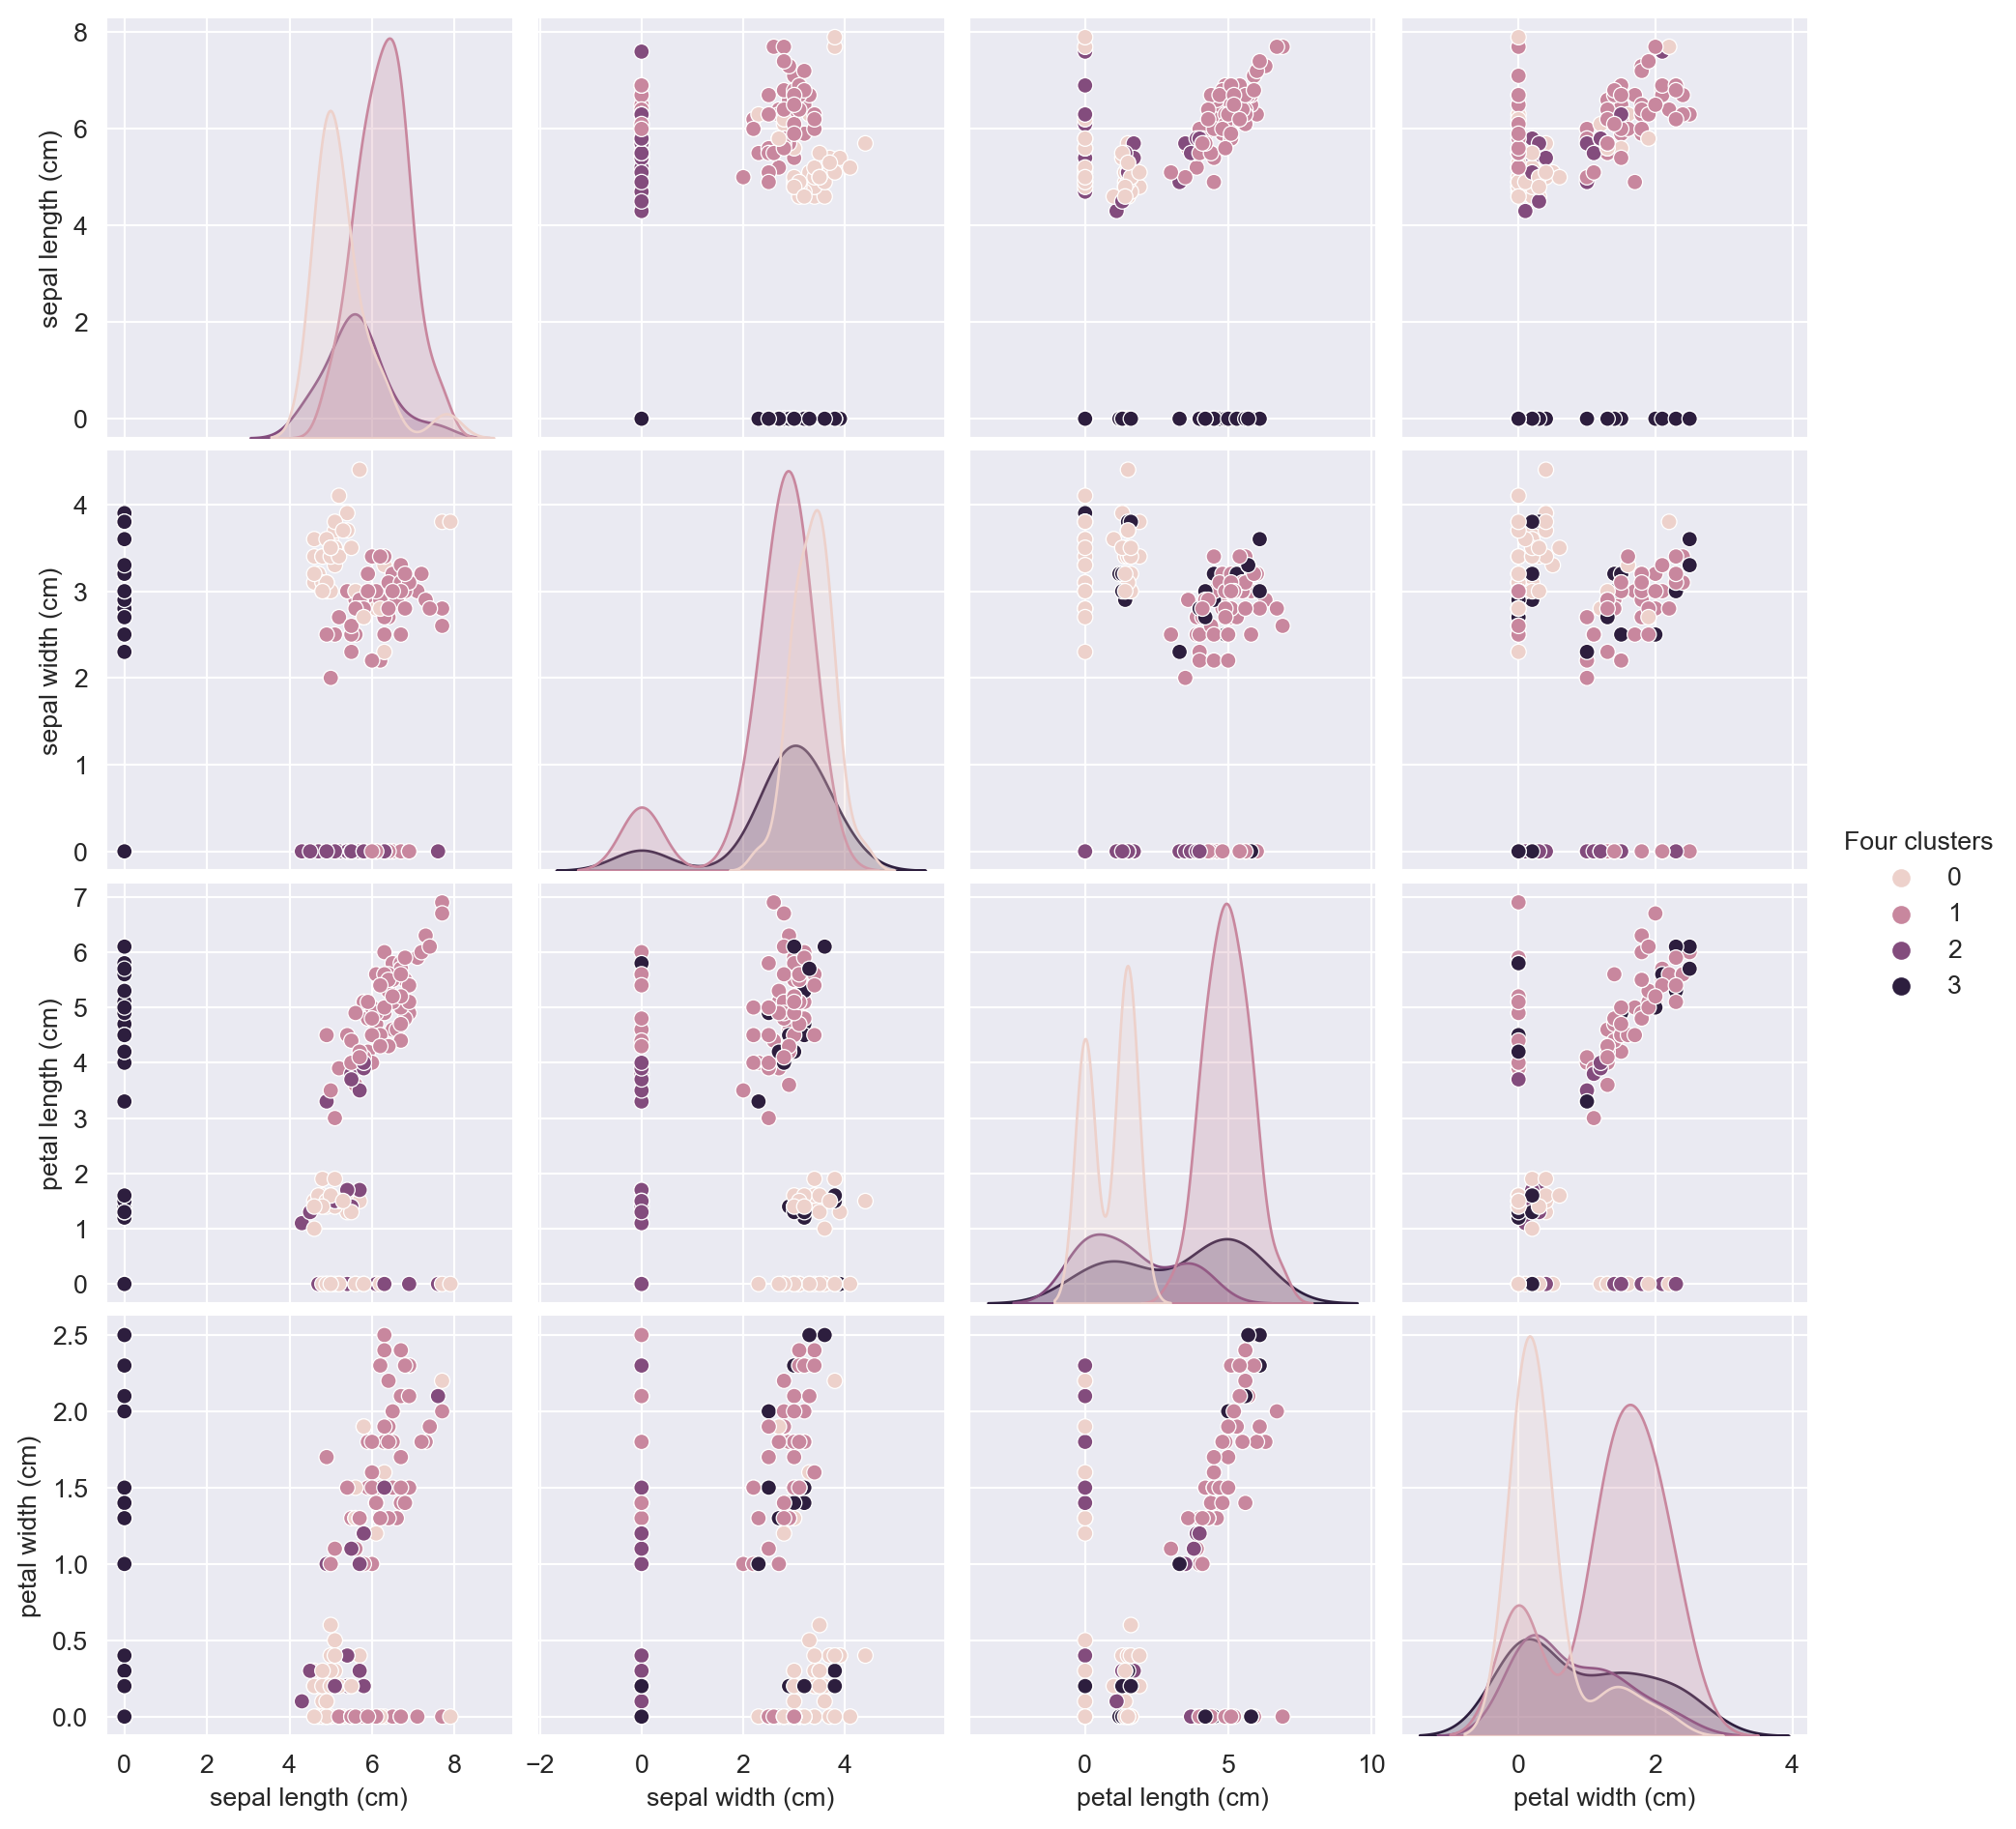 8
6
4
2
0
sepal length (cm)
4
3
2
1
0
sepal width (cm)
7
6
5
4
3
2
1
0
petal length (cm)
2.5
2.0
1.5
1.0
0.5
0.0
petal width (cm)
0 2 4 6 8
−2 0 2 4
0 5 10
0 2 4
sepal length (cm)
sepal width (cm)
petal length (cm)
petal width (cm)
Four clusters
0
1
2
3